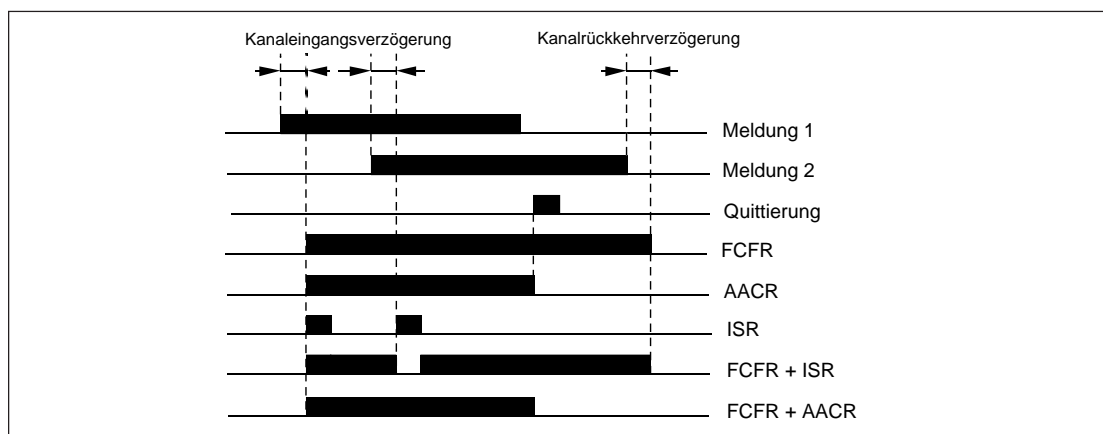 Kanaleingangsverzögerung
Kanalrückkehrverzögerung
Meldung 1
Meldung 2
Quittierung
FCFR
AACR
ISR
FCFR + ISR
FCFR + AACR